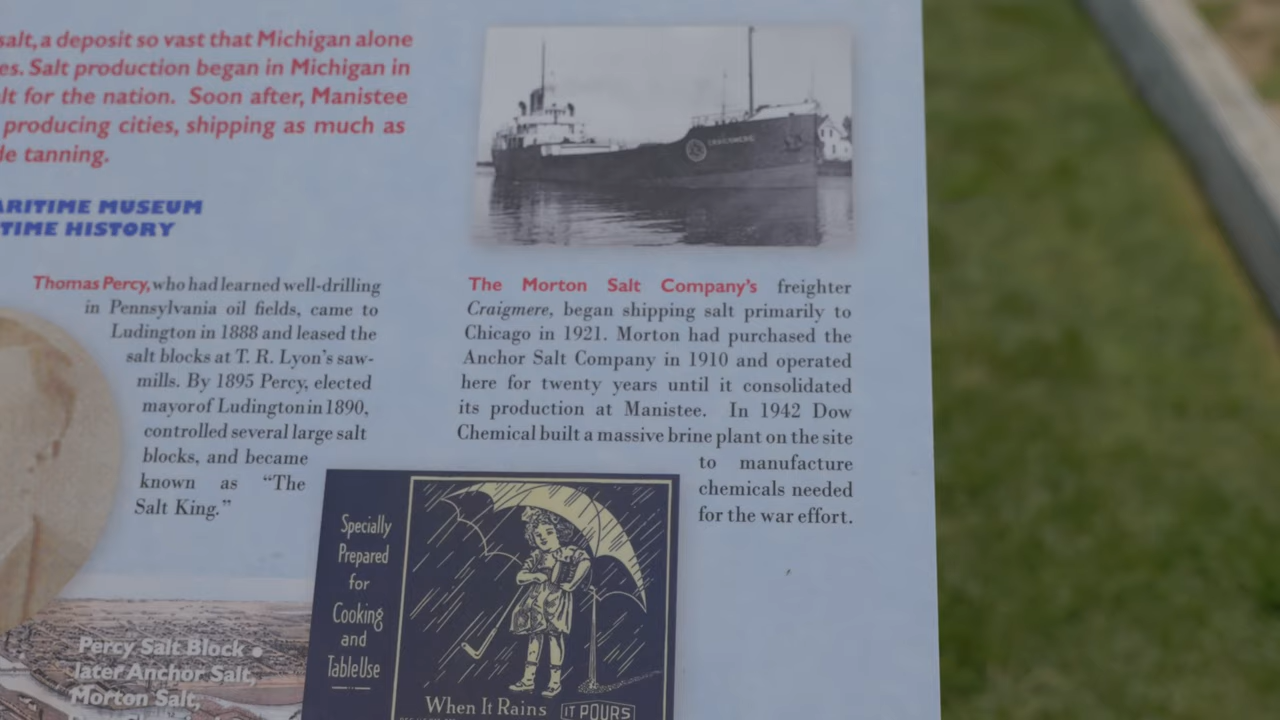 salt, a deposit so vast that Michigan alone
es. Salt production began in Michigan in
lt for the nation. Soon after, Manistee
producing cities, shipping as much as
de tanning.
ARITIME MUSEUM
TIME HISTORY
CRAIGMERE
Thomas Percy, who had learned well-drilling
in Pennsylvania oil fields, came to
Ludington in 1888 and leased the
salt blocks at T. R. Lyon's saw-
mills. By 1895 Percy, elected
mayor of Ludington in 1890,
controlled several large salt
blocks, and became
known as "The
Salt King."
The Morton Salt Company's freighter
Craigmere, began shipping salt primarily to
Chicago in 1921. Morton had purchased the
Anchor Salt Company in 1910 and operated
here for twenty years until it consolidated
its production at Manistee. In 1942 Dow
Chemical built a massive brine plant on the site
to manufacture
chemicals needed
for the war effort.
Specially
Prepared
for
Cooking
and
Table Use
When It Rains
IT POURS
Percy Salt Block
later Anchor Salt,
Morton Salt,